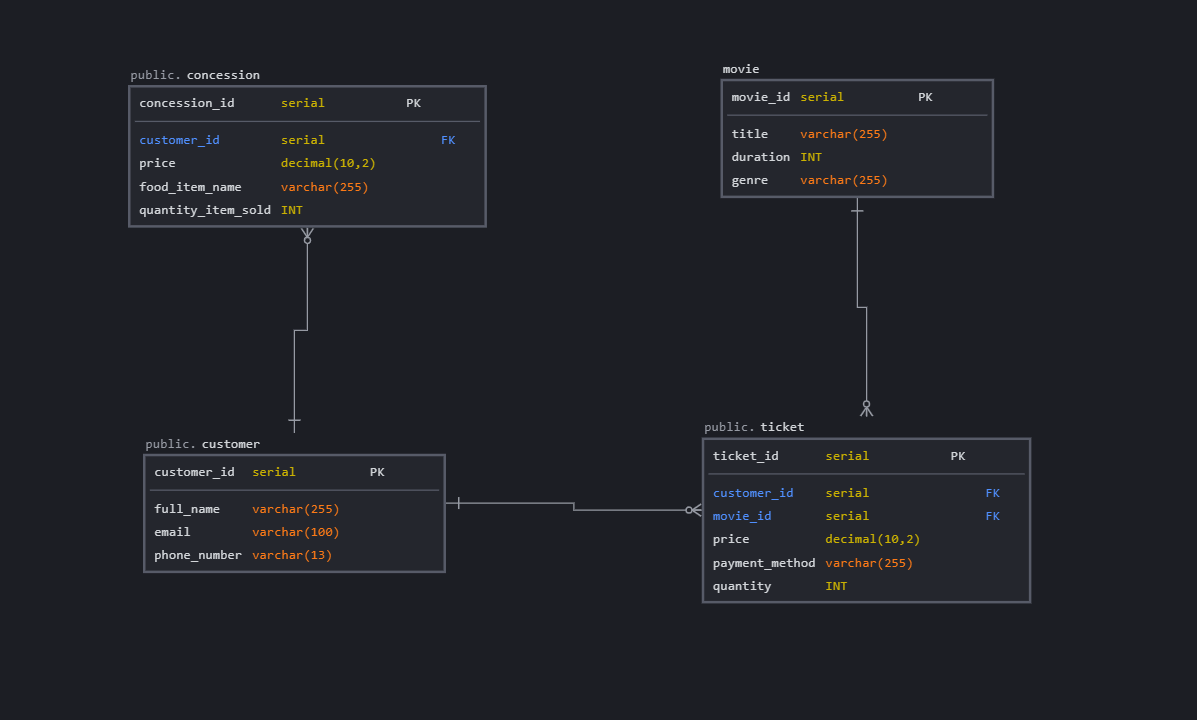 public. concession
concession_id serial PK
customer_id serial FK
price decimal(10,2)
food_item_name varchar(255)
quantity_item_sold INT
movie
movie_id serial PK
title varchar(255)
duration INT
genre varchar(255)
public. customer
customer_id serial PK
full_name varchar(255)
email varchar(100)
phone_number varchar(13)
public. ticket
ticket_id serial PK
customer_id serial FK
movie_id serial FK
price decimal(10,2)
payment_method varchar(255)
quantity INT